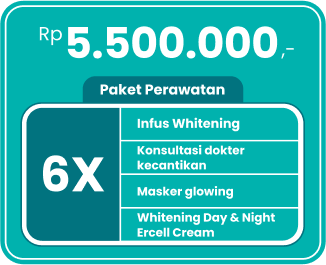 Rp 5.500.000,-
Paket Perawatan
6X
Infus Whitening
Konsultasi dokter
kecantikan
Masker glowing
Whitening Day & Night
Ercell Cream